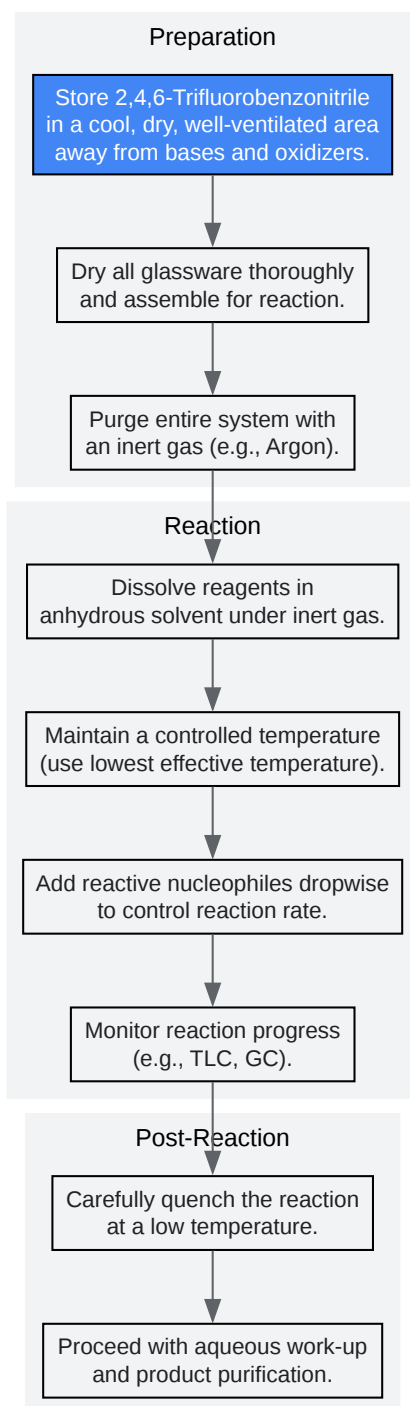 Preparation
Store 2,4,6-Trifluorobenzonitrile
in a cool, dry, well-ventilated area
away from bases and oxidizers.
Dry all glassware thoroughly
and assemble for reaction.
Purge entire system with
an inert gas (e.g., Argon).
Reaction
Dissolve reagents in
anhydrous solvent under inert gas.
Maintain a controlled temperature
(use lowest effective temperature).
Add reactive nucleophiles dropwise
to control reaction rate.
Monitor reaction progress
(e.g., TLC, GC).
Post-Reaction
Carefully quench the reaction
at a low temperature.
Proceed with aqueous work-up
and product purification.